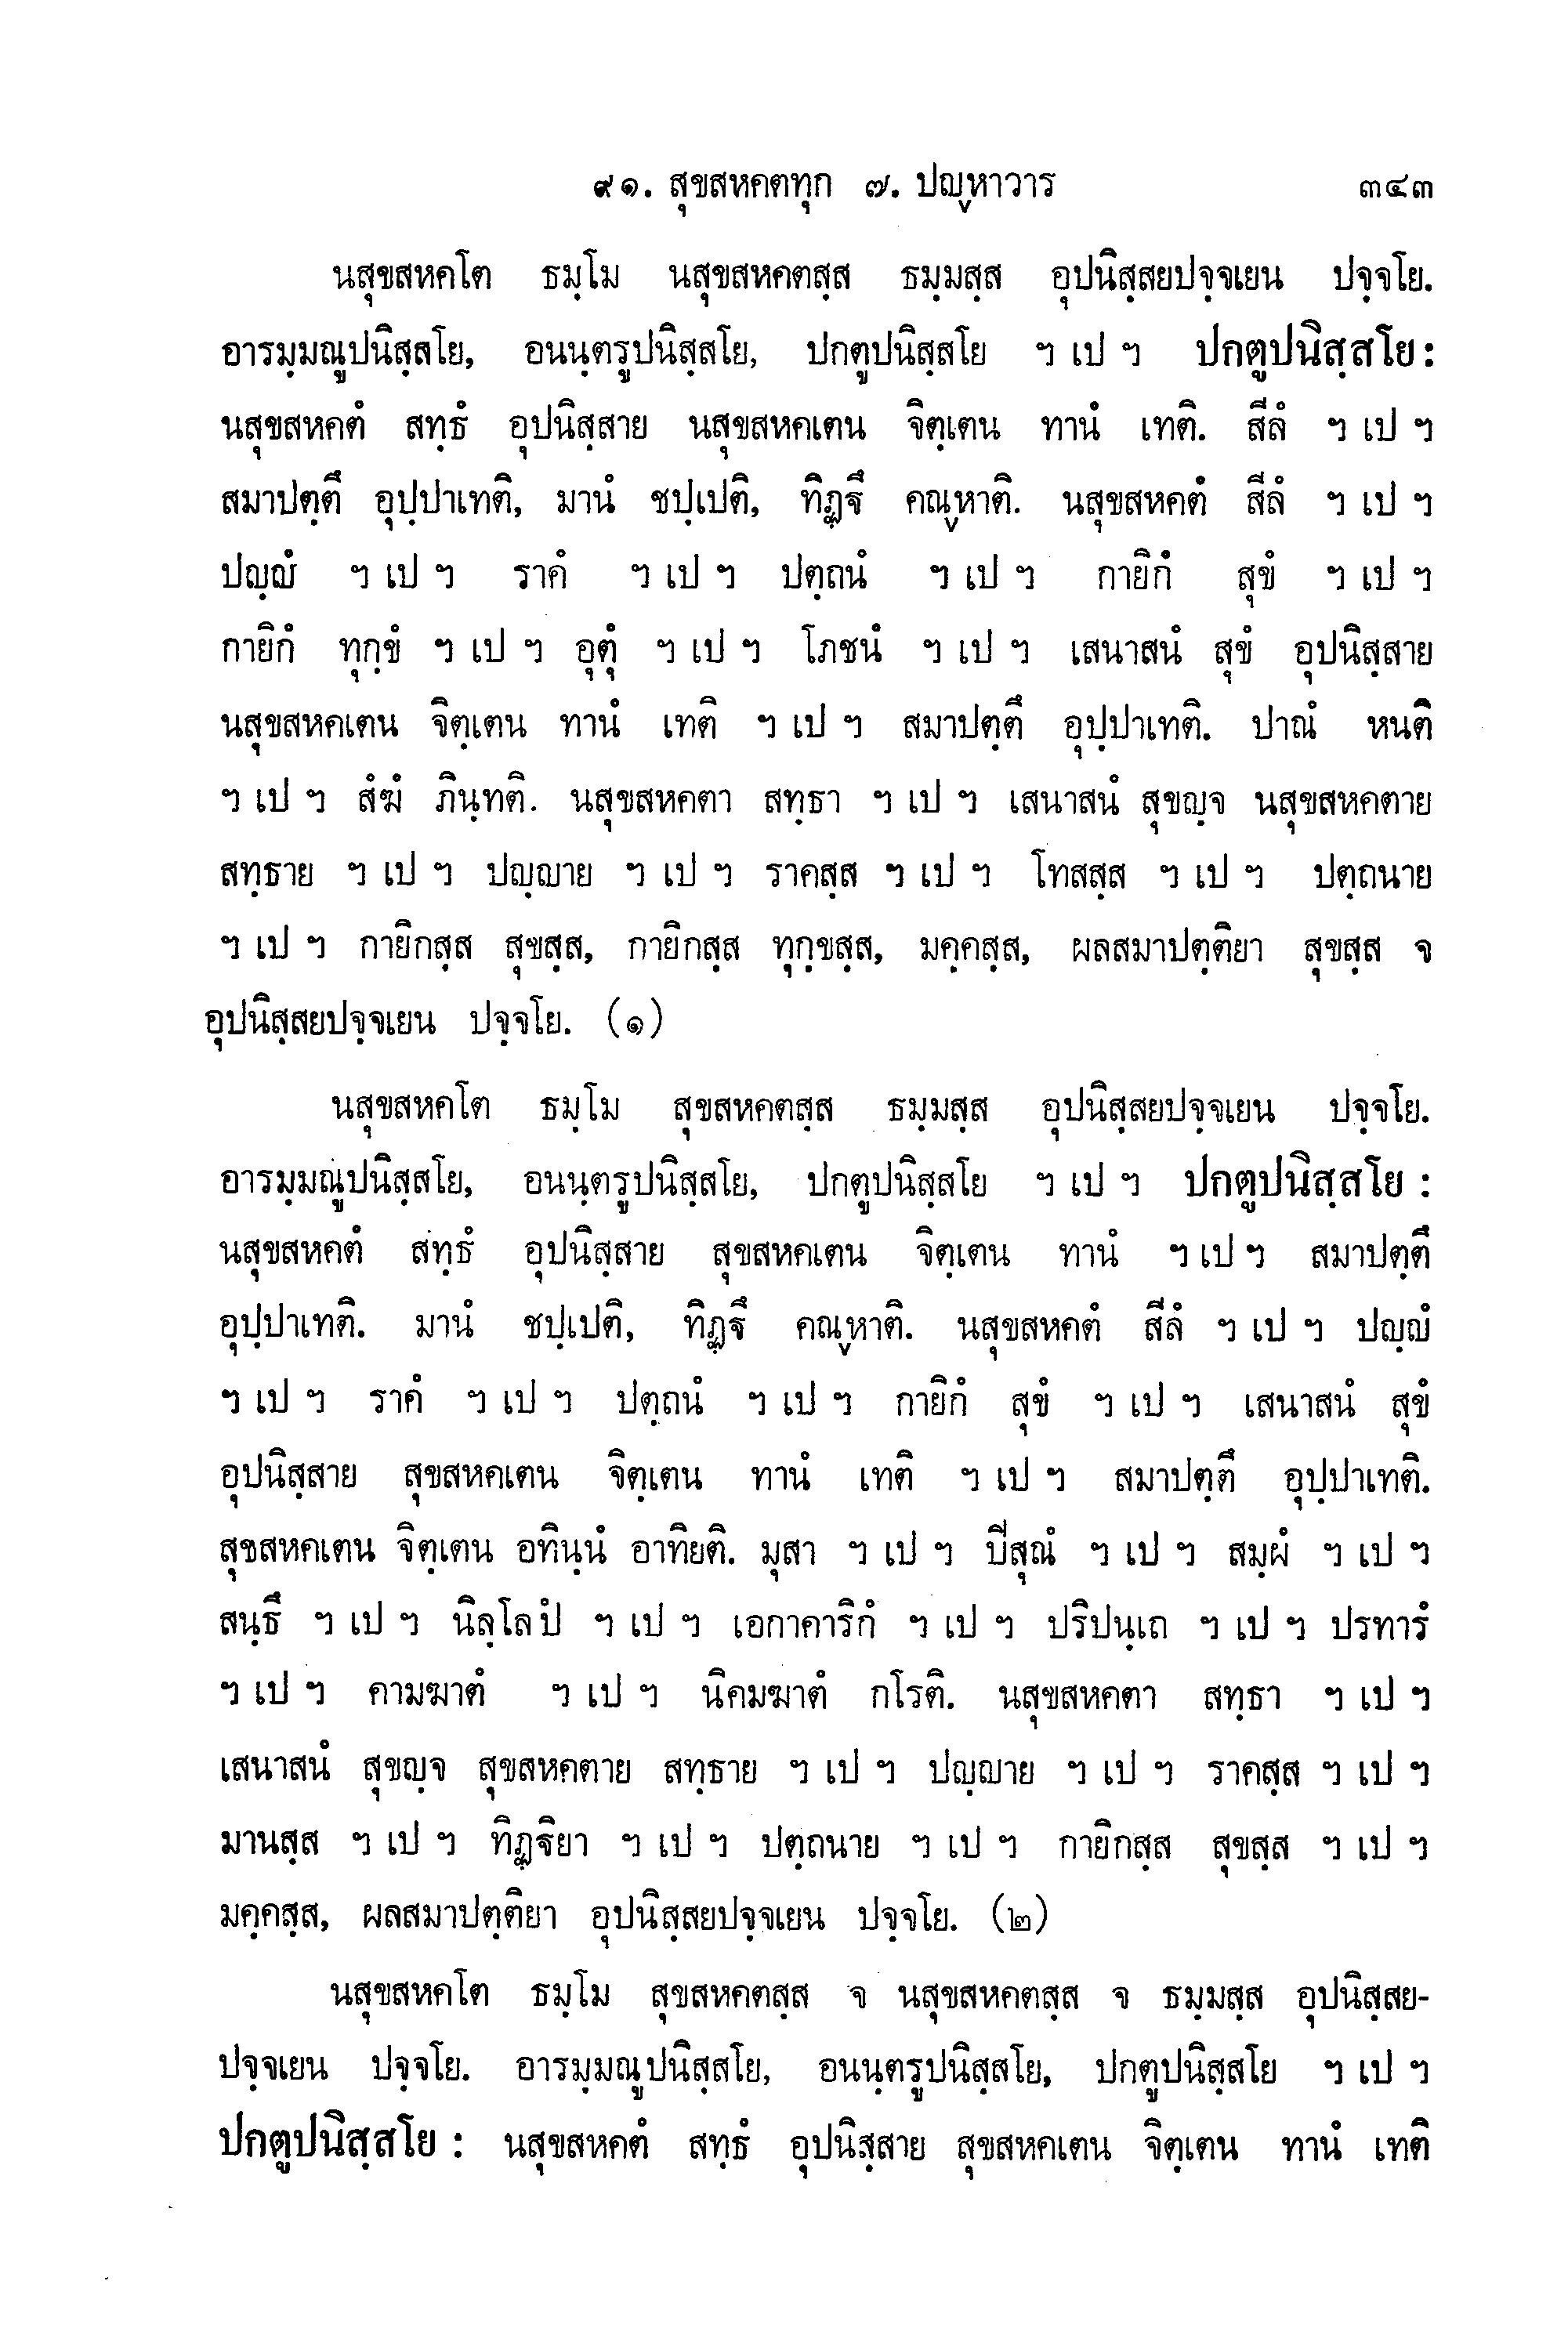 ๙๑. สุขสหคตทุก ๗. ปญฺหาวาร ๓๔๓
นสุขสหคโต ธมฺโม นสุขสหคตสฺส ธมฺมสฺส อุปนิสฺสยปจฺจเยน ปจฺจโย.
อารมฺมณูปนิสฺสโย, อนนฺตรูปนิสฺสโย, ปกตูปนิสฺสโย ฯ เป ฯ ปกตูปนิสฺสโย :
นสุขสหคตํ สทฺธํ อุปนิสฺสาย นสุขสหคเตน จิตฺเตน ทานํ เทติ. สีลํ ฯ เป ฯ
สมาปตฺตึ อุปฺปาเทติ, มานํ ชปฺเปติ, ทิฏฺฐึ คณฺหาติ. นสุขสหคตํ สีลํ ฯ เป ฯ
ปญฺญํ ฯ เป ฯ ราคํ ฯ เป ฯ ปตฺถนํ ฯ เป ฯ กายิกํ สุขํ ฯ เป ฯ
กายิกํ ทุกฺขํ ฯ เป ฯ อุตุํ ฯ เป ฯ โภชนํ ฯ เป ฯ เสนาสนํ สุขํ อุปนิสฺสาย
นสุขสหคเตน จิตฺเตน ทานํ เทติ ฯ เป ฯ สมาปตฺตึ อุปฺปาเทติ. ปาณํ หนติ
ฯ เป ฯ สํฆํ ภินฺทติ. นสุขสหคตา สทฺธา ฯ เป ฯ เสนาสนํ สุขญฺจ นสุขสหคตาย
สทฺธาย ฯ เป ฯ ปญฺญาย ฯ เป ฯ ราคสฺส ฯ เป ฯ โทสสฺส ฯ เป ฯ ปตฺถนาย
ฯ เป ฯ กายิกสฺส สุขสฺส, กายิกสฺส ทุกฺขสฺส, มคฺคสฺส, ผลสมาปตฺติยา สุขสฺส จ
อุปนิสฺสยปจฺจเยน ปจฺจโย. (๑)
นสุขสหคโต ธมฺโม สุขสหคตสฺส ธมฺมสฺส อุปนิสฺสยปจฺจเยน ปจฺจโย.
อารมฺมณูปนิสฺสโย, อนนฺตรูปนิสฺสโย, ปกตูปนิสฺสโย ฯ เป ฯ ปกตูปนิสฺสโย :
นสุขสหคตํ สทฺธํ อุปนิสฺสาย สุขสหคเตน จิตฺเตน ทานํ ฯ เป ฯ สมาปตฺตึ
อุปฺปาเทติ. มานํ ชปฺเปติ, ทิฏฺฐึ คณฺหาติ. นสุขสหคตํ สีลํ ฯ เป ฯ ปญฺญํ
ฯ เป ฯ ราคํ ฯ เป ฯ ปตฺถนํ ฯ เป ฯ กายิกํ สุขํ ฯ เป ฯ เสนาสนํ สุขํ
อุปนิสฺสาย สุขสหคเตน จิตฺเตน ทานํ เทติ ฯ เป ฯ สมาปตฺตึ อุปฺปาเทติ.
สุขสหคเตน จิตฺเตน อทินฺนํ อาทิยติ. มุสา ฯ เป ฯ ปิสุณํ ฯ เป ฯ สมฺผํ ฯ เป ฯ
สนฺธึ ฯ เป ฯ นิลฺโลปํ ฯ เป ฯ เอกาคาริกํ ฯ เป ฯ ปริปนฺเถ ฯ เป ฯ ปรทารํ
ฯ เป ฯ คามฆาตํ ฯ เป ฯ นิคมฆาตํ กโรติ. นสุขสหคตา สทฺธา ฯ เป ฯ
เสนาสนํ สุขญฺจ สุขสหคตาย สทฺธาย ฯ เป ฯ ปญฺญาย ฯ เป ฯ ราคสฺส ฯ เป ฯ
มานสฺส ฯ เป ฯ ทิฏฺฐิยา ฯ เป ฯ ปตฺถนาย ฯ เป ฯ กายิกสฺส สุขสฺส ฯ เป ฯ
มคฺคสฺส, ผลสมาปตฺติยา อุปนิสฺสยปจฺจเยน ปจฺจโย. (๒)
นสุขสหคโต ธมฺโม สุขสหคตสฺส จ นสุขสหคตสฺส จ ธมฺมสฺส อุปนิสฺสย-
ปจฺจเยน ปจฺจโย. อารมฺมณูปนิสฺสโย, อนนฺตรูปนิสฺสโย, ปกตูปนิสฺสโย ฯ เป ฯ
ปกตูปนิสฺสโย : นสุขสหคตํ สทฺธํ อุปนิสฺสาย สุขสหคเตน จิตฺเตน ทานํ เทติ